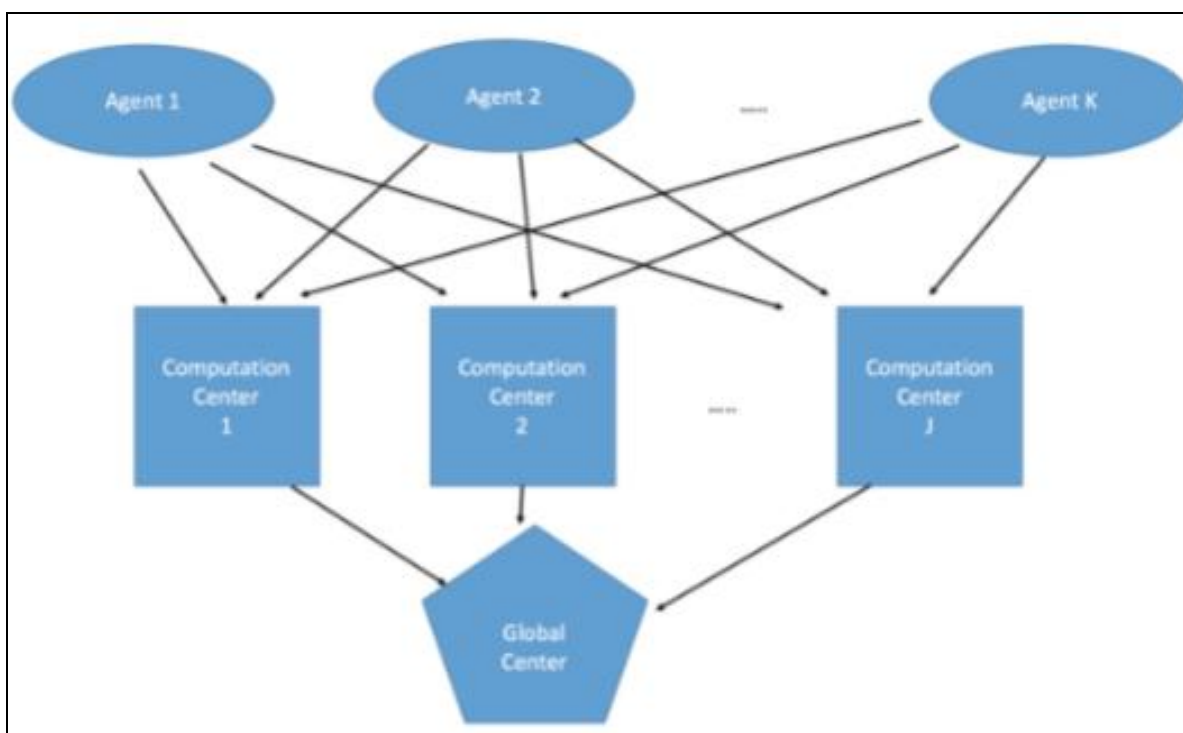 Agent 1
Agent 2
.....
Agent K
Computation
Center
1
Computation
Center
2
.....
Computation
Center
J
Global
Center